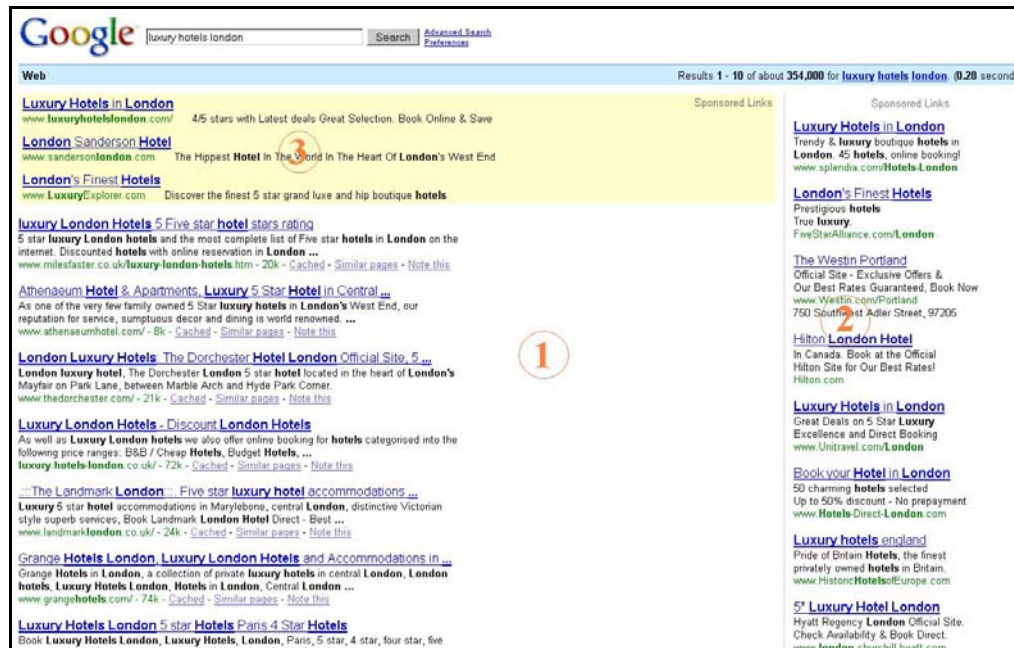 Google
luxury hotels london
Search
Advanced Search
Preferences
Web
Results 1 - 10 of about 354,000 for luxury hotels london. (0.28 second
Luxury Hotels in London
Sponsored Links
www.luxuryhotelslondon.com/ 4/5 stars with Latest deals Great Selection. Book Online & Save
London Sanderson Hotel
www.sandersonlondon.com The Hippest Hotel In The World In The Heart Of London's West End
3
London's Finest Hotels
www.LuxuryExplorer.com Discover the finest 5 star grand luxe and hip boutique hotels
luxury London Hotels 5 Five star hotel stars rating
5 star luxury London hotels and the most complete list of Five star hotels in London on the
internet. Discounted hotels with online reservation in London ...
www.milesfaster.co.uk/luxury-london-hotels.htm - 20k - Cached - Similar pages - Note this
Athenaeum Hotel & Apartments, Luxury 5 Star Hotel in Central ...
As one of the very few family owned 5 Star luxury hotels in London's West End, our
reputation for service, sumptuous decor and dining is world renowned. ...
www.athenaeumhotel.com/ - 8k - Cached - Similar pages - Note this
1
London Luxury Hotels: The Dorchester Hotel London Official Site, 5 ...
London luxury hotel, The Dorchester London 5 star hotel located in the heart of London's
Mayfair on Park Lane, between Marble Arch and Hyde Park Corner.
www.thedorchester.com/ - 21k - Cached - Similar pages - Note this
Luxury London Hotels - Discount London Hotels
As well as Luxury London hotels we also offer online booking for hotels categorised into the
following price ranges: B&B / Cheap Hotels, Budget Hotels, ...
luxury.hotels-london.co.uk/ - 72k - Cached - Similar pages - Note this
:::The Landmark London:::. Five star luxury hotel accommodations ...
Luxury 5 star hotel accommodations in Marylebone, central London, distinctive Victorian
style superb services, Book Landmark London Hotel Direct - Best ...
www.landmarklondon.co.uk/ - 24k - Cached - Similar pages - Note this
Grange Hotels London, Luxury London Hotels and Accommodations in ...
Grange Hotels in London, a collection of private luxury hotels in central London, London
hotels, Luxury Hotels London, Hotels in London, Central London ...
www.grangehotels.com/ - 74k - Cached - Similar pages - Note this
Luxury Hotels London 5 star Hotels Paris 4 Star Hotels
Book Luxury Hotels London, Luxury Hotels, London, Paris, 5 star, 4 star, four star, five
Sponsored Links
Luxury Hotels in London
Trendy & luxury boutique hotels in
London. 45 hotels, online booking!
www.splendia.com/Hotels-London
London's Finest Hotels
Prestigious hotels
True luxury.
FiveStarAlliance.com/London
The Westin Portland
Official Site - Exclusive Offers &
Our Best Rates Guaranteed, Book Now
www.Westin.com/Portland
750 Southwest Adler Street, 97205
2
Hilton London Hotel
In Canada. Book at the Official
Hilton Site for Our Best Rates!
Hilton.com
Luxury Hotels in London
Great Deals on 5 Star Luxury
Excellence and Direct Booking
www.Unitravel.com/London
Book your Hotel in London
50 charming hotels selected
Up to 50% discount - No prepayment
www.Hotels-Direct-London.com
Luxury hotels england
Pride of Britain Hotels, the finest
privately owned hotels in Britain.
www.HistoricHotelsofEurope.com
5* Luxury Hotel London
Hyatt Regency London Official Site.
Check Availability & Book Direct.
www.london.churchill.hyatt.com